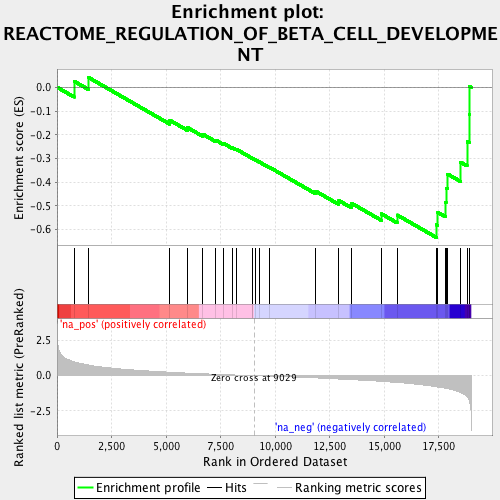 Enrichment plot:
REACTOME_REGULATION_OF_BETA_CELL_DEVELOPME
NT
Enrichment score (ES)
0.0
-0.1
-0.2
-0.3
-0.4
-0.5
-0.6
'na_pos' (positively correlated)
Ranked list metric (PreRanked)
2.5
0.0
-2.5
Zero cross at 9029
'na_neg' (negatively correlated)
0
2,500
5,000
7,500
10,000
12,500
15,000
17,500
Rank in Ordered Dataset
Enrichment profile
Hits
Ranking metric scores